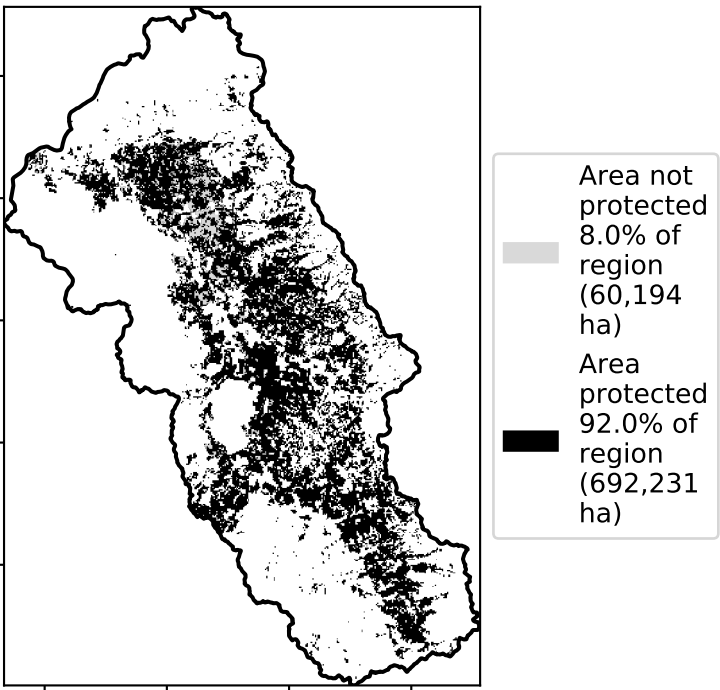 Area not
protected
8.0% of
region
(60,194
ha)
Area
protected
92.0% of
region
(692,231
ha)